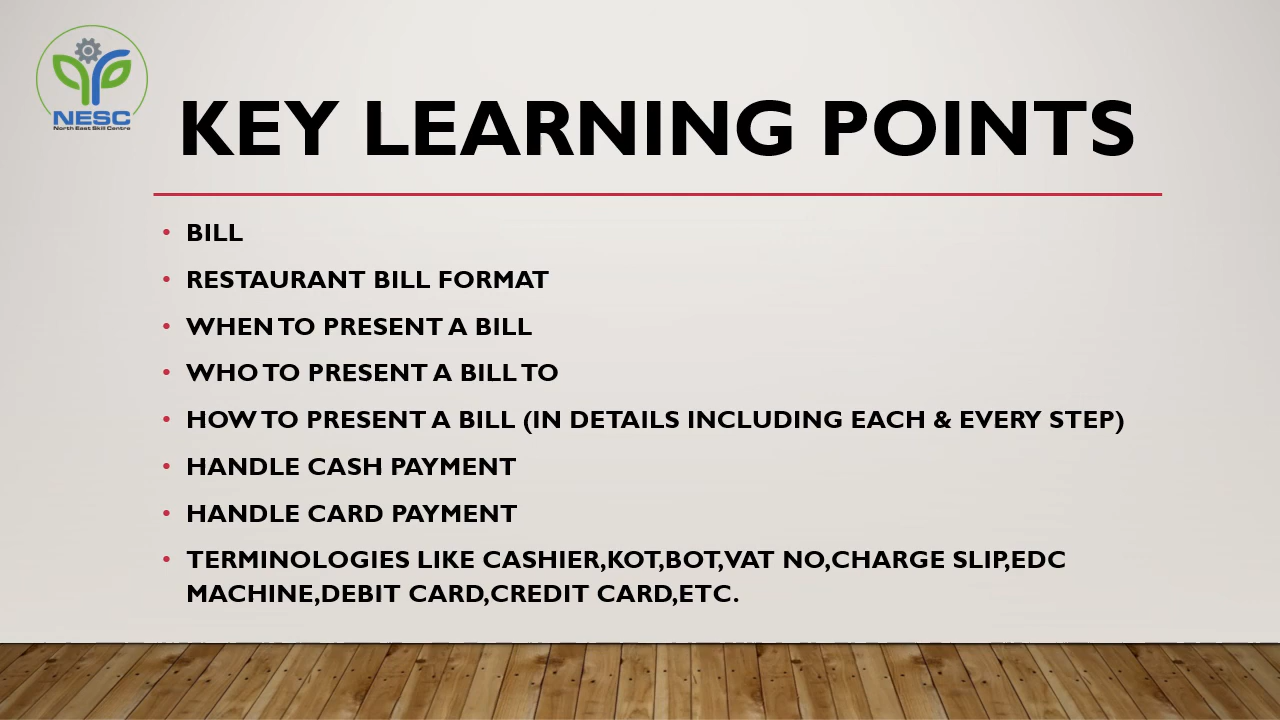 NESC
North East Skill Centre
KEY LEARNING POINTS
• BILL
• RESTAURANT BILL FORMAT
• WHEN TO PRESENT A BILL
• WHO TO PRESENT A BILL TO
• HOW TO PRESENT A BILL (IN DETAILS INCLUDING EACH & EVERY STEP)
• HANDLE CASH PAYMENT
• HANDLE CARD PAYMENT
• TERMINOLOGIES LIKE CASHIER,KOT,BOT,VAT NO,CHARGE SLIP,EDC
MACHINE,DEBIT CARD,CREDIT CARD,ETC.